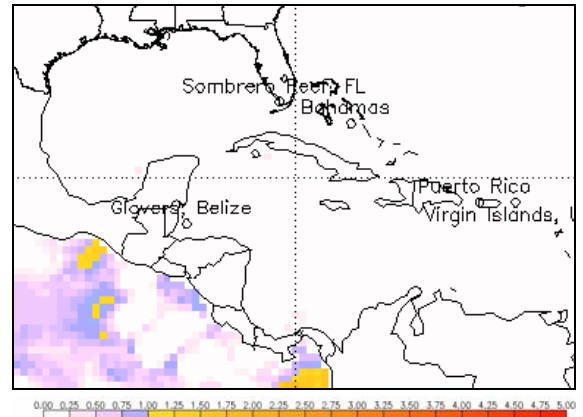 Sombrero Reef, FL
Bahamas
Puerto Rico
Glovers, Belize
Virgin Islands, U
0.00 0.25 0.50 0.75 1.00 1.25 1.50 1.75 2.00 2.25 2.50 2.75 3.00 3.25 3.50 3.75 4.00 4.25 4.50 4.75 5.00